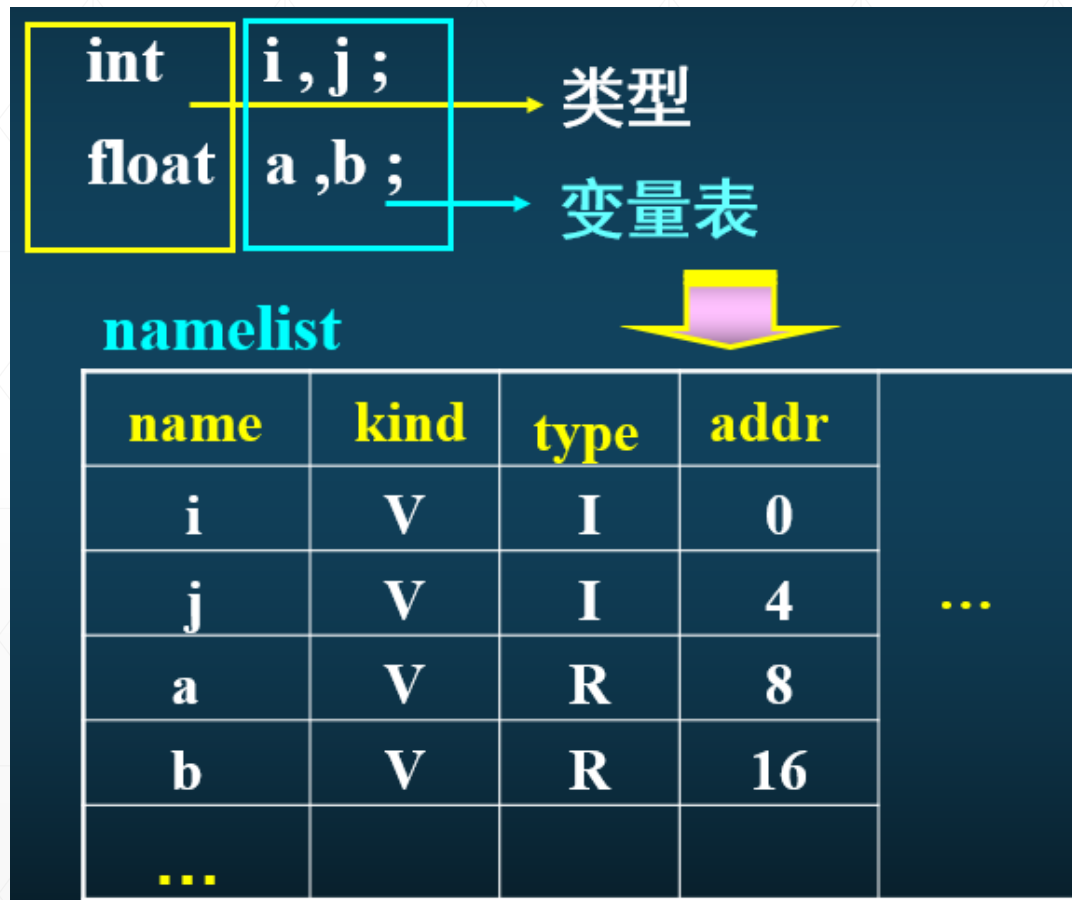 int i , j ;
类型
float a ,b ;
变量表
namelist
name kind type addr
i V I 0
j V I 4 ...
a V R 8
b V R 16
...